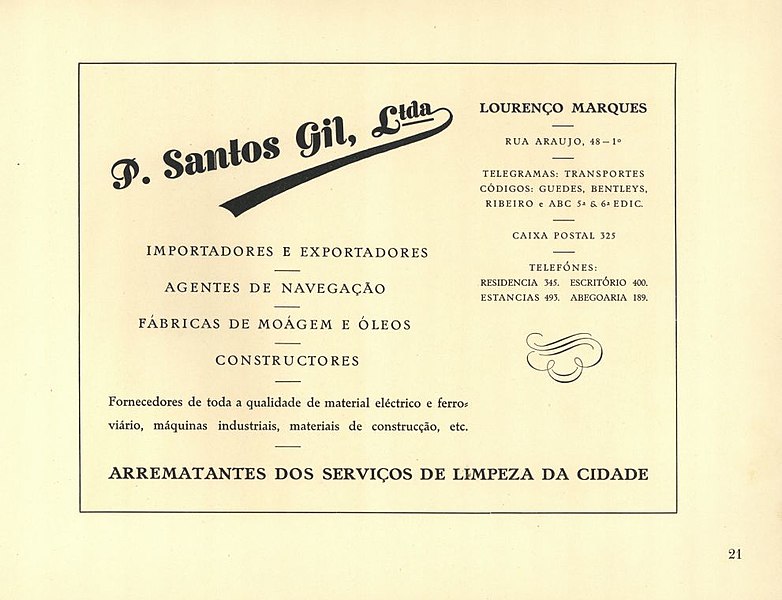 P. Santos Gil, Ltda
IMPORTADORES E EXPORTADORES
AGENTES DE NAVEGAÇÃO
FÁBRICAS DE MOÁGEM E ÓLEOS
CONSTRUCTORES
Fornecedores de toda a qualidade de material eléctrico e ferro=
viário, máquinas industriais, materiais de construcção, etc.
LOURENÇO MARQUES
RUA ARAUJO, 48 — 1º
TELEGRAMAS: TRANSPORTES
CÓDIGOS: GUEDES, BENTLEYS,
RIBEIRO e ABC 5ª & 6ª EDIC.
CAIXA POSTAL 325
TELEFÓNES:
RESIDENCIA 345. ESCRITÓRIO 400.
ESTANCIAS 493. ABEGOARIA 189.
ARREMATANTES DOS SERVIÇOS DE LIMPEZA DA CIDADE
21